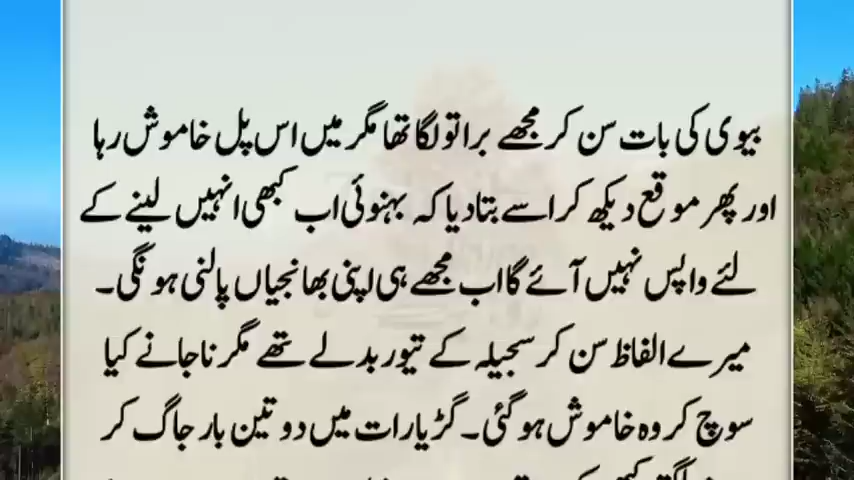 بیوی کی بات سن کر مجھے برا تو لگا تھا مگر میں اس پل خاموش رہا
اور پھر موقع دیکھ کر اسے بتا دیا کہ بہنوئی اب کبھی انہیں لینے کے
لئے واپس نہیں آئے گا اب مجھے ہی اپنی بھانجیاں پالنی ہونگی۔
میرے الفاظ سن کر سجیلہ کے تیور بدلے تھے مگر ناجانے کیا
سوچ کر وہ خاموش ہو گئی۔ گڑیا رات میں دو تین بار جاگ کر